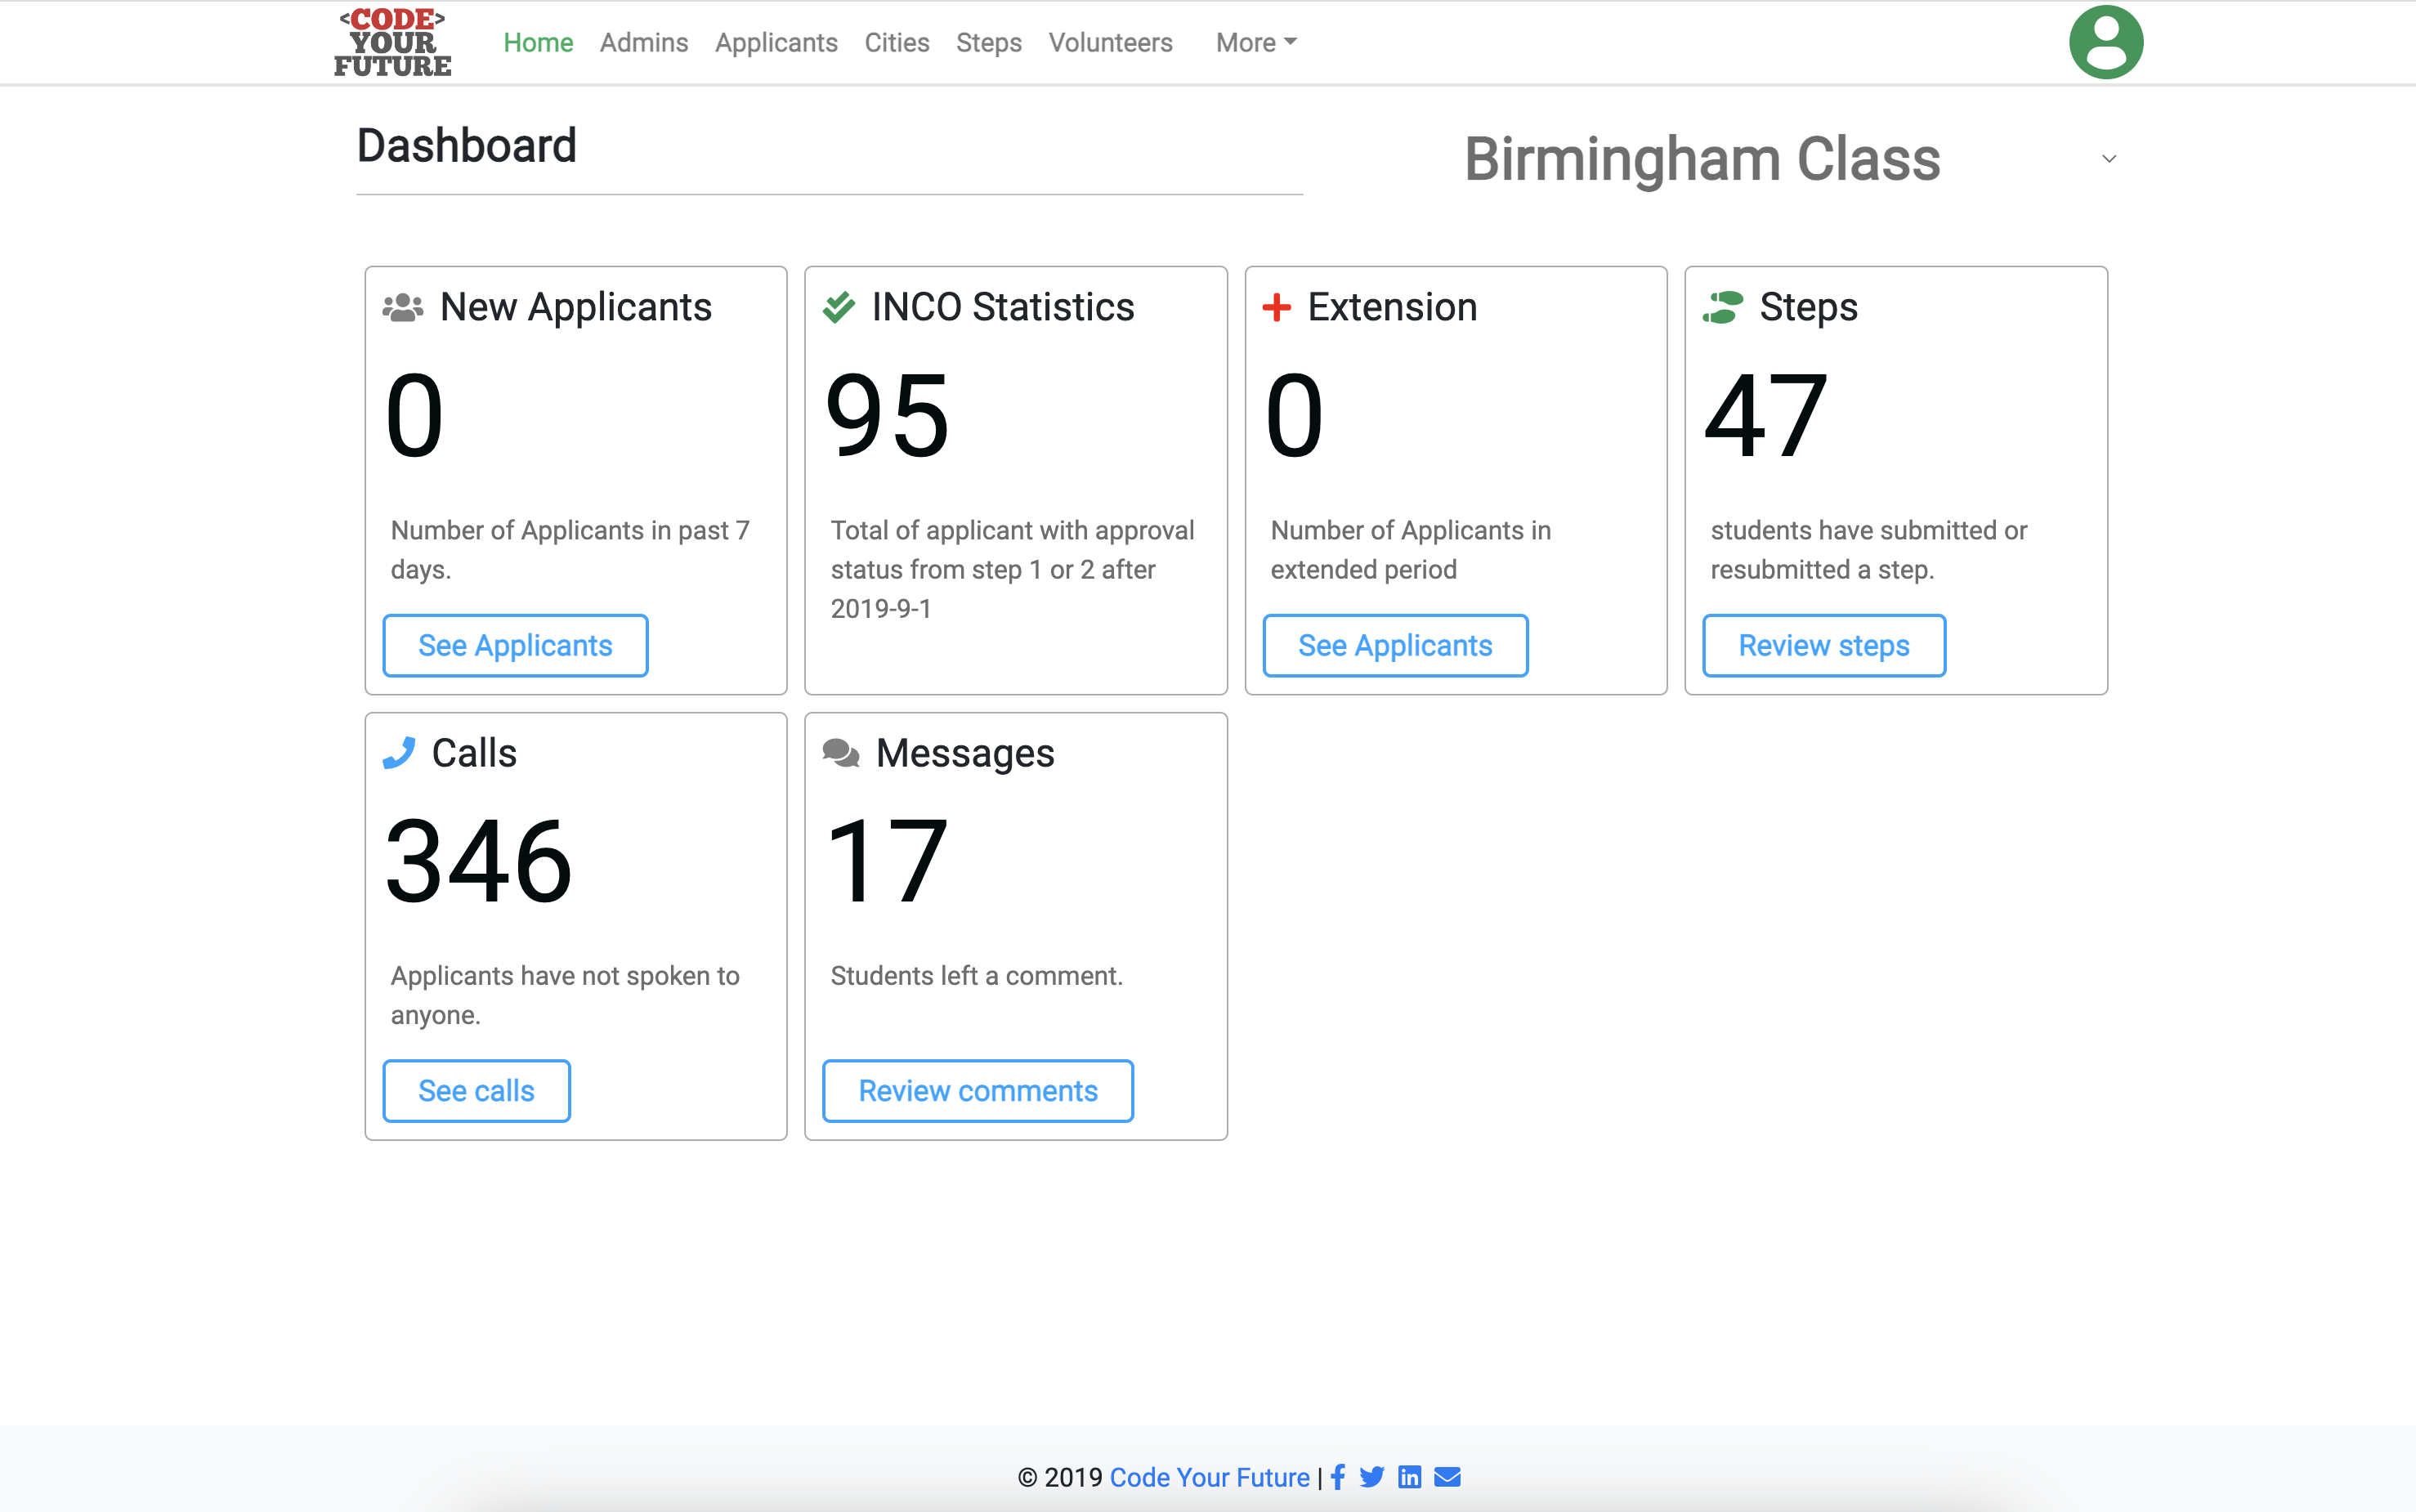 <CODE>
YOUR
FUTURE
Home Admins Applicants Cities Steps Volunteers More
Dashboard
Birmingham Class
New Applicants
0
Number of Applicants in past 7
days.
See Applicants
INCO Statistics
95
Total of applicant with approval
status from step 1 or 2 after
2019-9-1
Extension
0
Number of Applicants in
extended period
See Applicants
Steps
47
students have submitted or
resubmitted a step.
Review steps
Calls
346
Applicants have not spoken to
anyone.
See calls
Messages
17
Students left a comment.
Review comments
© 2019 Code Your Future |